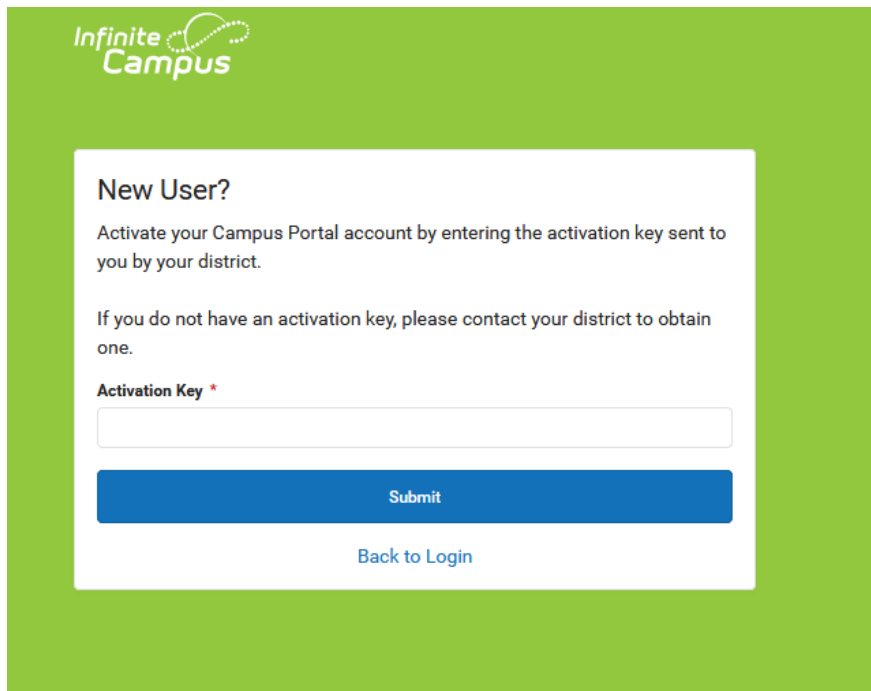 Infinite
Campus
New User?
Activate your Campus Portal account by entering the activation key sent to
you by your district.
If you do not have an activation key, please contact your district to obtain
one.
Activation Key *
Submit
Back to Login